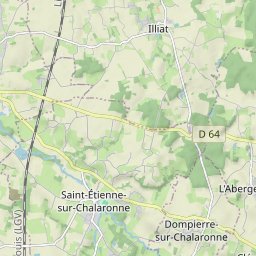 Illiat
D 64
L'Aberge
Saint-Étienne-
sur-Chalaronne
Dompierre-
sur-Chalaronne
ouis (LGV)